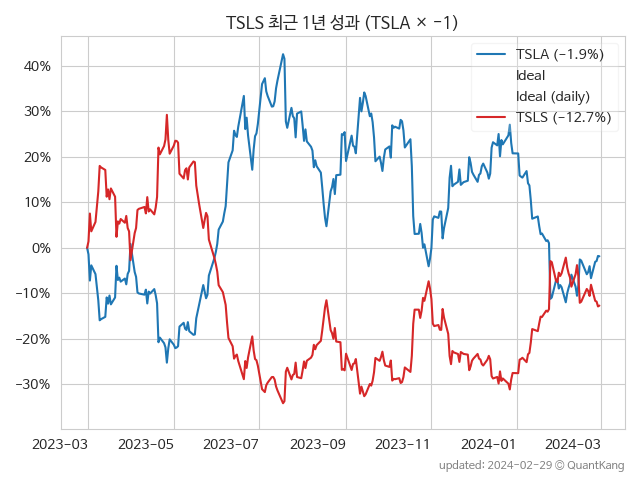 TSLS 최근 1년 성과 (TSLA × −1)
TSLA (−1.9%)
Ideal
Ideal (daily)
TSLS (−12.7%)
40%
30%
20%
10%
0%
−10%
−20%
−30%
2023−03 2023−05 2023−07 2023−09 2023−11 2024−01 2024−03
updated: 2024−02−29 © QuantKang